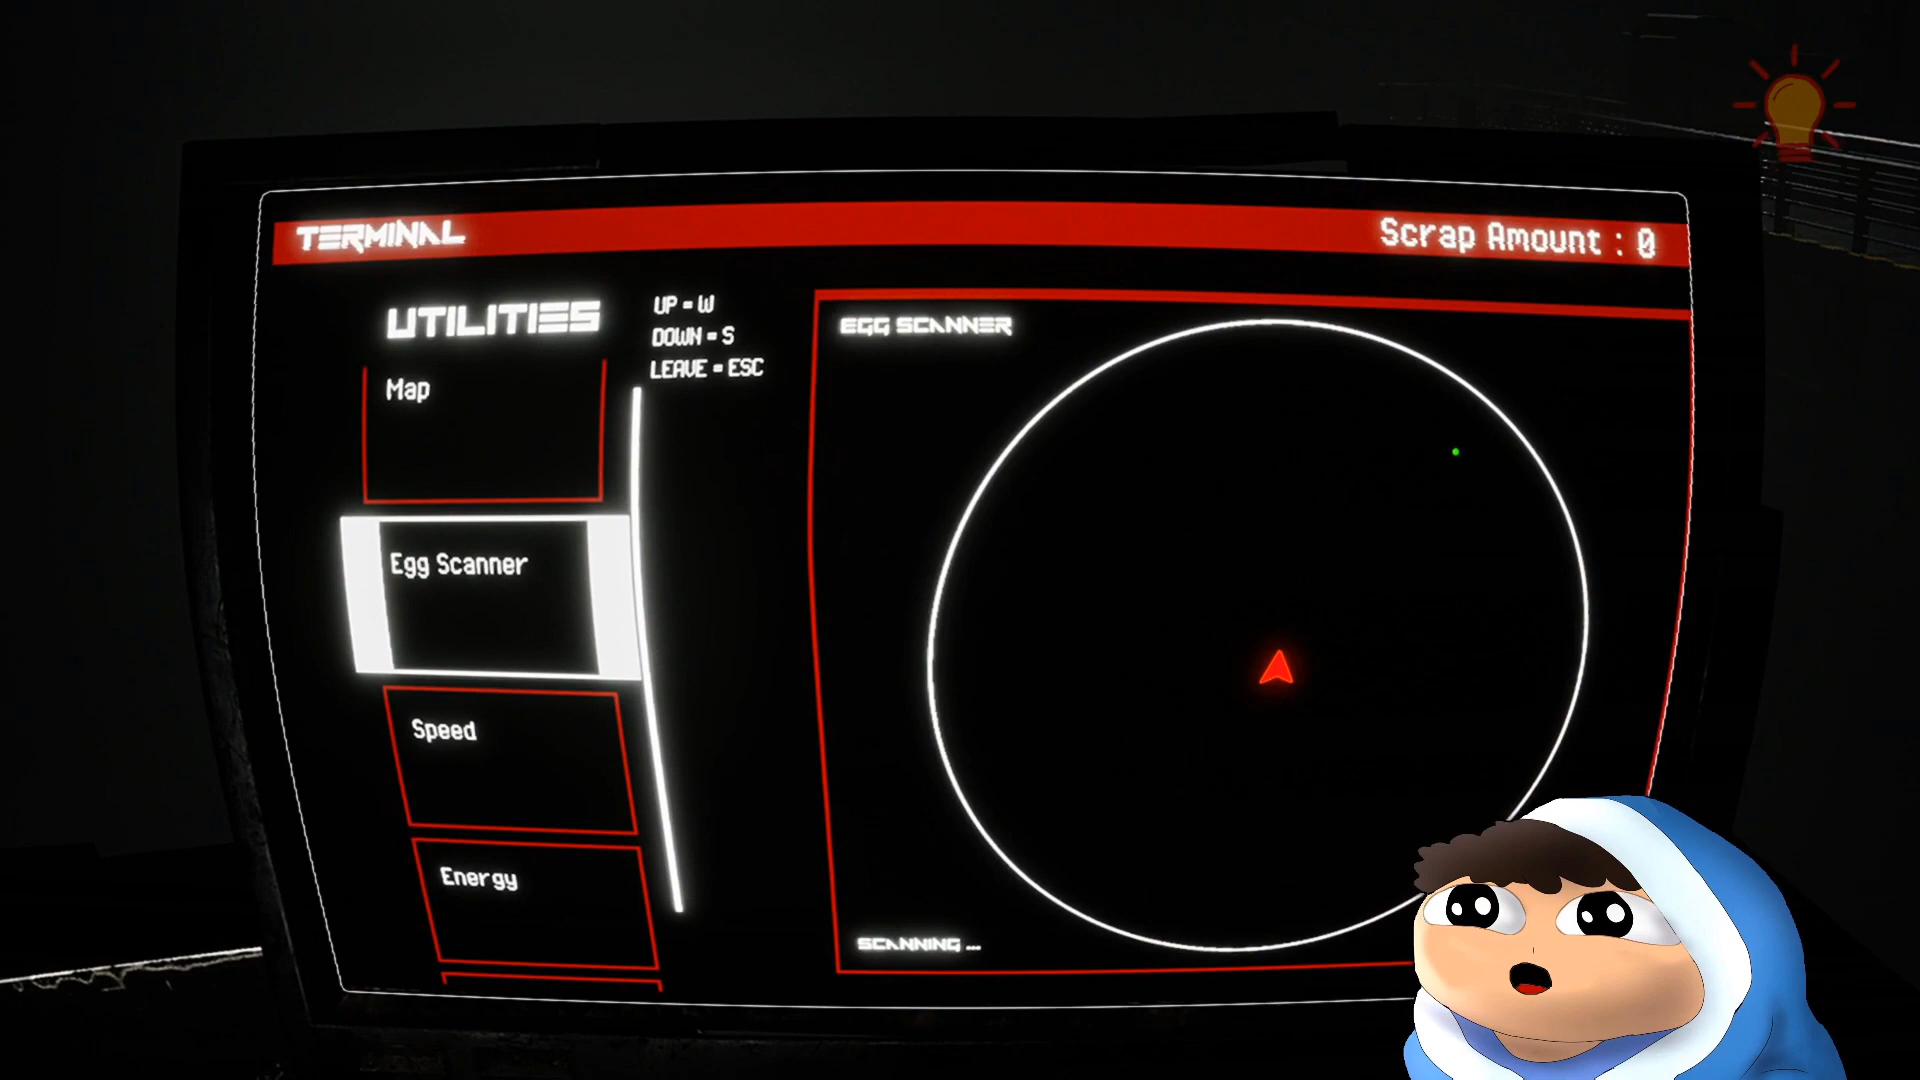 TERMINAL
Scrap Amount : 0
UTILITIES
UP = W
DOWN = S
LEAVE = ESC
Map
Egg Scanner
Speed
Energy
EGG SCANNER
SCANNING ...